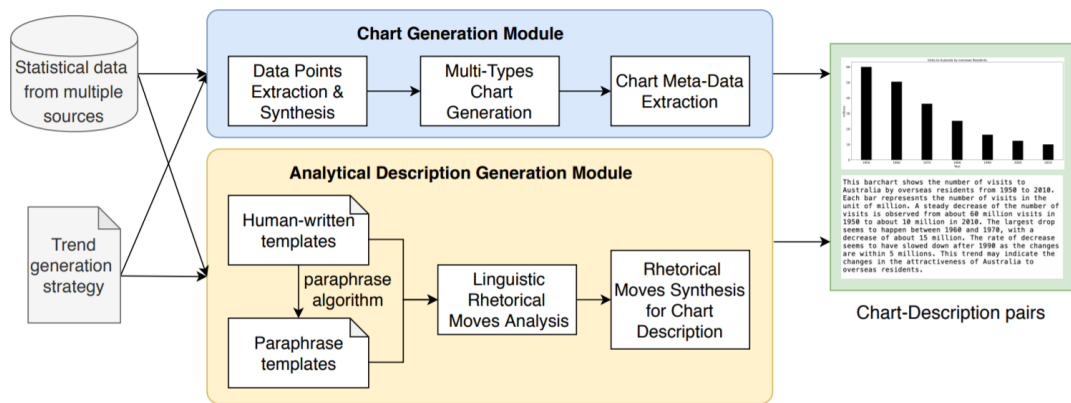 Statistical data
from multiple
sources
Trend
generation
strategy
Chart Generation Module
Data Points
Extraction &
Synthesis
Multi-Types
Chart
Generation
Chart Meta-Data
Extraction
Analytical Description Generation Module
Human-written
templates
paraphrase
algorithm
Paraphrase
templates
Linguistic
Rhetorical
Moves Analysis
Rhetorical
Moves Synthesis
for Chart
Description
Visits to Australia by overseas Residents
This barchart shows the number of visits to
Australia by overseas residents from 1950 to 2010.
Each bar represesnts the number of visits in the
unit of million. A steady decrease of the number of
visits is observed from about 60 million visits in
1950 to about 10 million in 2010. The largest drop
seems to happen between 1960 and 1970, with a
decrease of about 15 million. The rate of decrease
seems to have slowed down after 1990 as the changes
are within 5 millions. This trend may indicate the
changes in the attractiveness of Australia to
overseas residents.
Chart-Description pairs